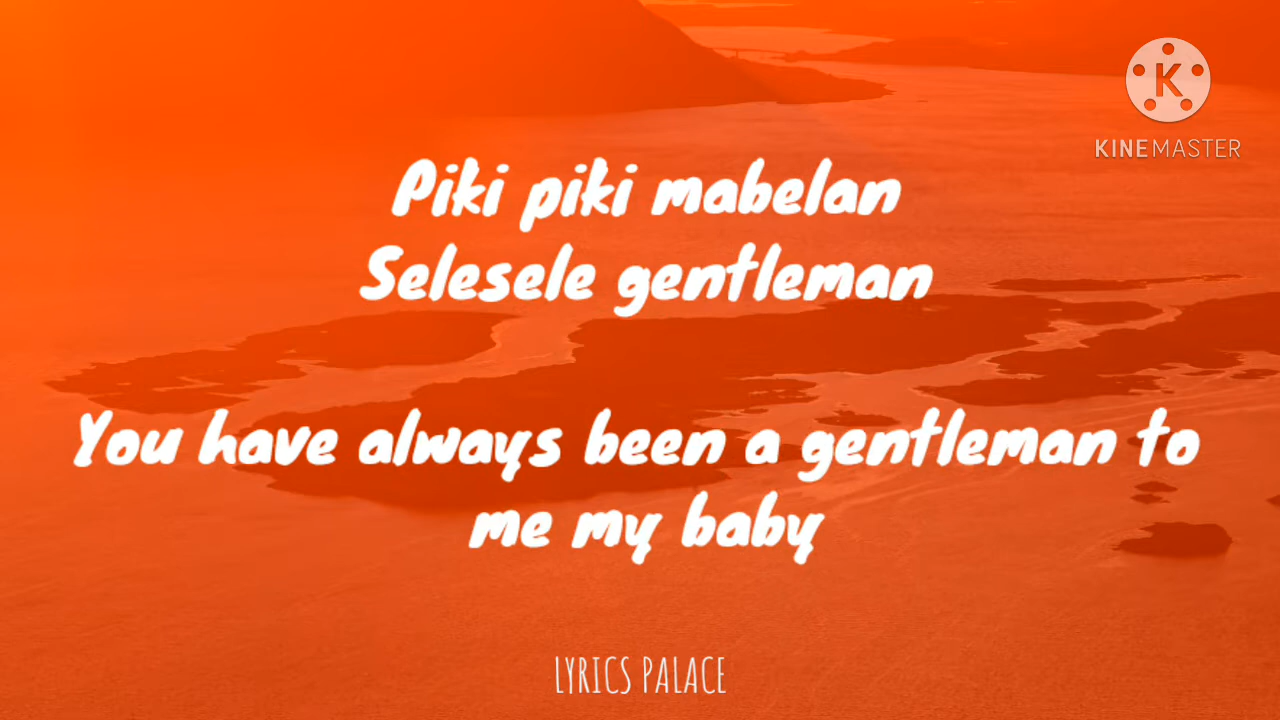 K
KINEMASTER
Piki piki mabelan
Selesele gentleman
You have always been a gentleman to
me my baby
LYRICS PALACE